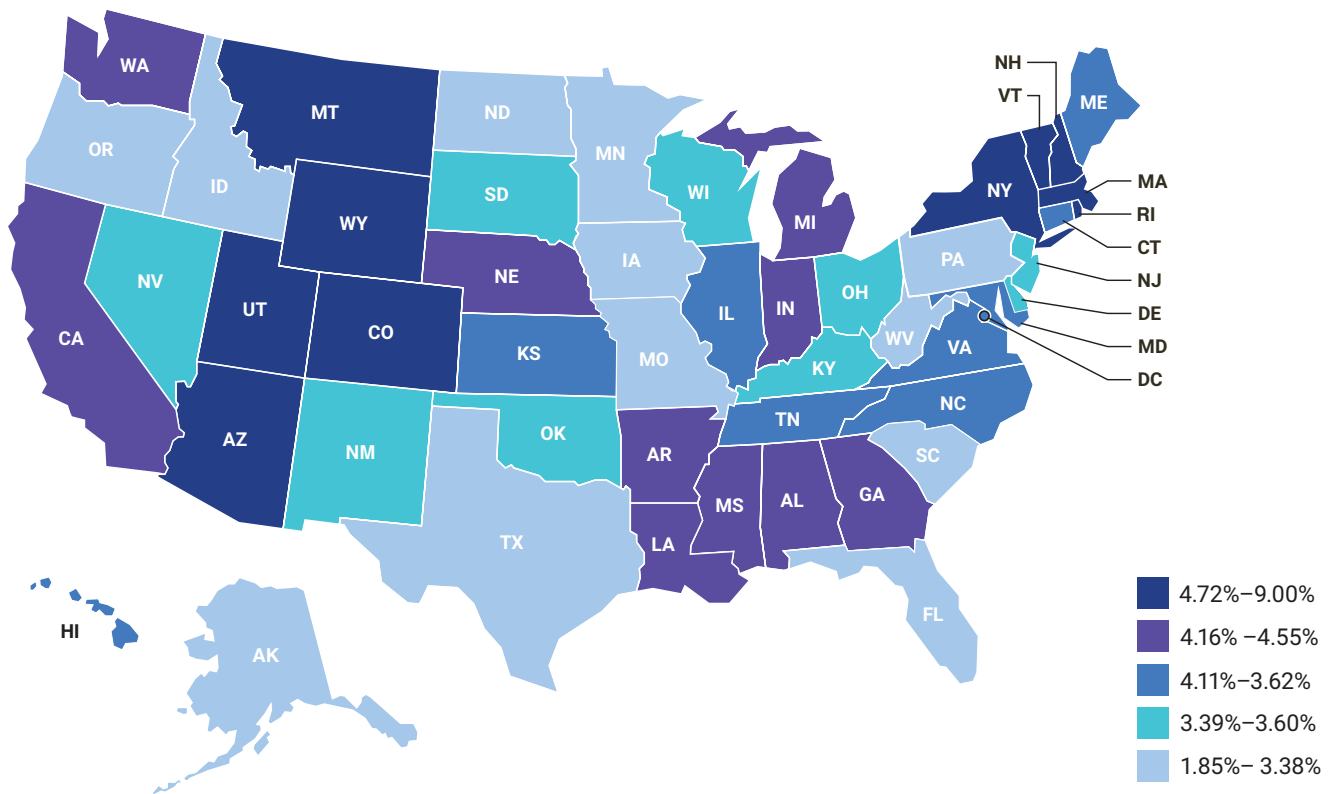 NH
WA
VT
ME
MT
ND
OR
MN
MA
ID
SD
WI
NY
RI
WY
MI
CT
PA
IA
NE
NJ
NV
OH
UT
IN
DE
IL
CO
CA
WV
VA
MD
KS
MO
KY
DC
NC
TN
OK
AZ
NM
AR
SC
GA
AL
MS
TX
LA
4.72%–9.00%
FL
HI
4.16% –4.55%
AK
4.11%–3.62%
3.39%–3.60%
1.85%– 3.38%